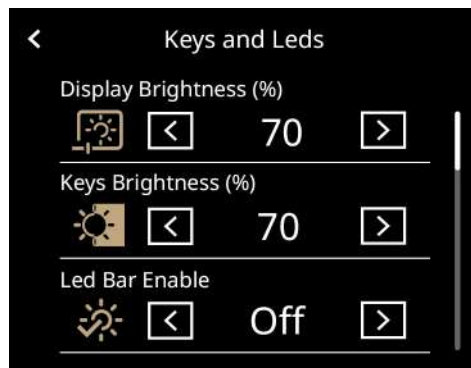 Keys and Leds
Display Brightness (%)
70
Keys Brightness (%)
70
Led Bar Enable
Off